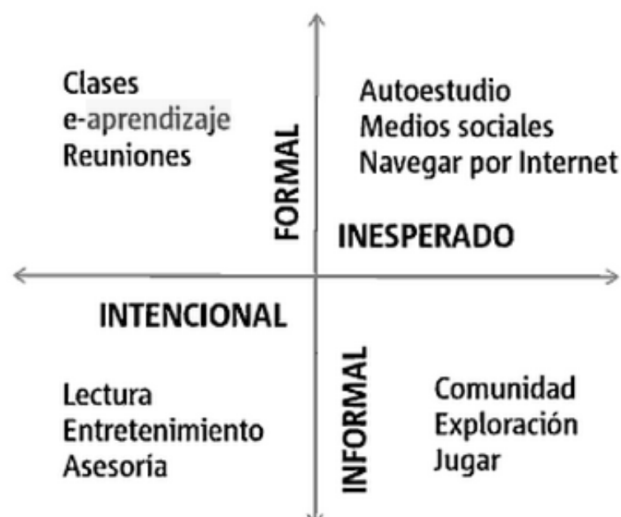 Clases
e-aprendizaje
Reuniones
FORMAL
Autoestudio
Medios sociales
Navegar por Internet
INESPERADO
INTENCIONAL
Lectura
Entretenimiento
Asesoría
INFORMAL
Comunidad
Exploración
Jugar